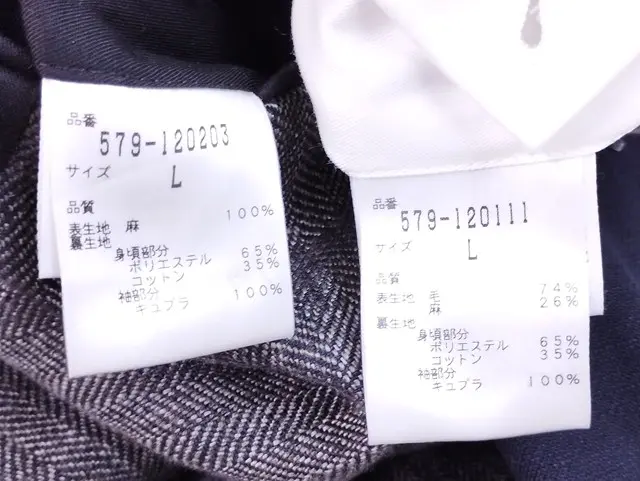 品番
579-120203
サイズ
L
品質
表生地 麻 100%
裏生地
身頃部分
ポリエステル 65%
コットン 35%
袖部分
キュプラ 100%
品番
579-120111
サイズ
L
品質
表生地 毛 74%
麻 26%
裏生地
身頃部分
ポリエステル 65%
コットン 35%
袖部分
キュプラ 100%